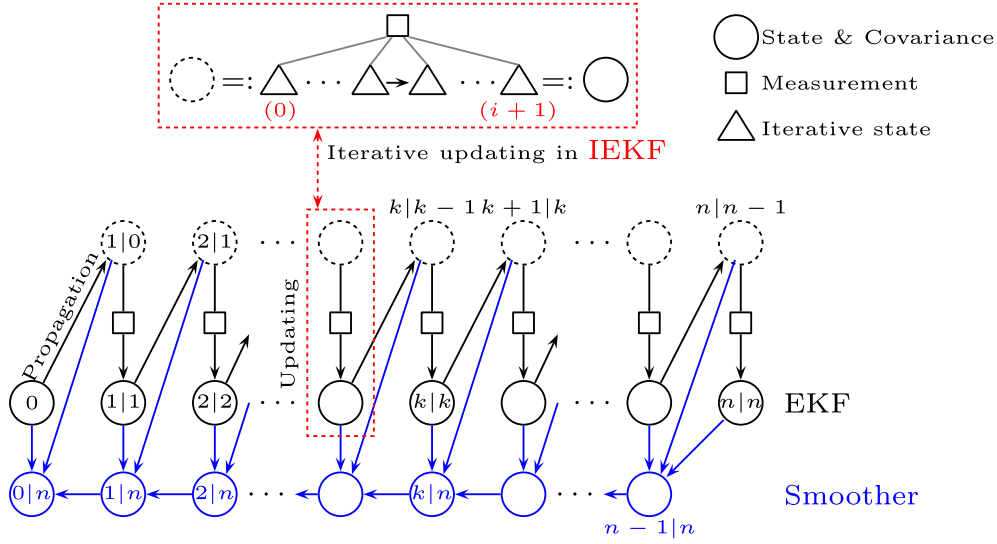 State & Covariance
=: · · · · · · =:
(0) (i + 1)
Measurement
Iterative state
Iterative updating in IEKF
k|k − 1 k + 1|k n|n − 1
1|0 2|1 · · · · · ·
Propagation
Updating
0 1|1 2|2 · · · k|k · · · n|n EKF
0|n 1|n 2|n · · · k|n · · · Smoother
n − 1|n